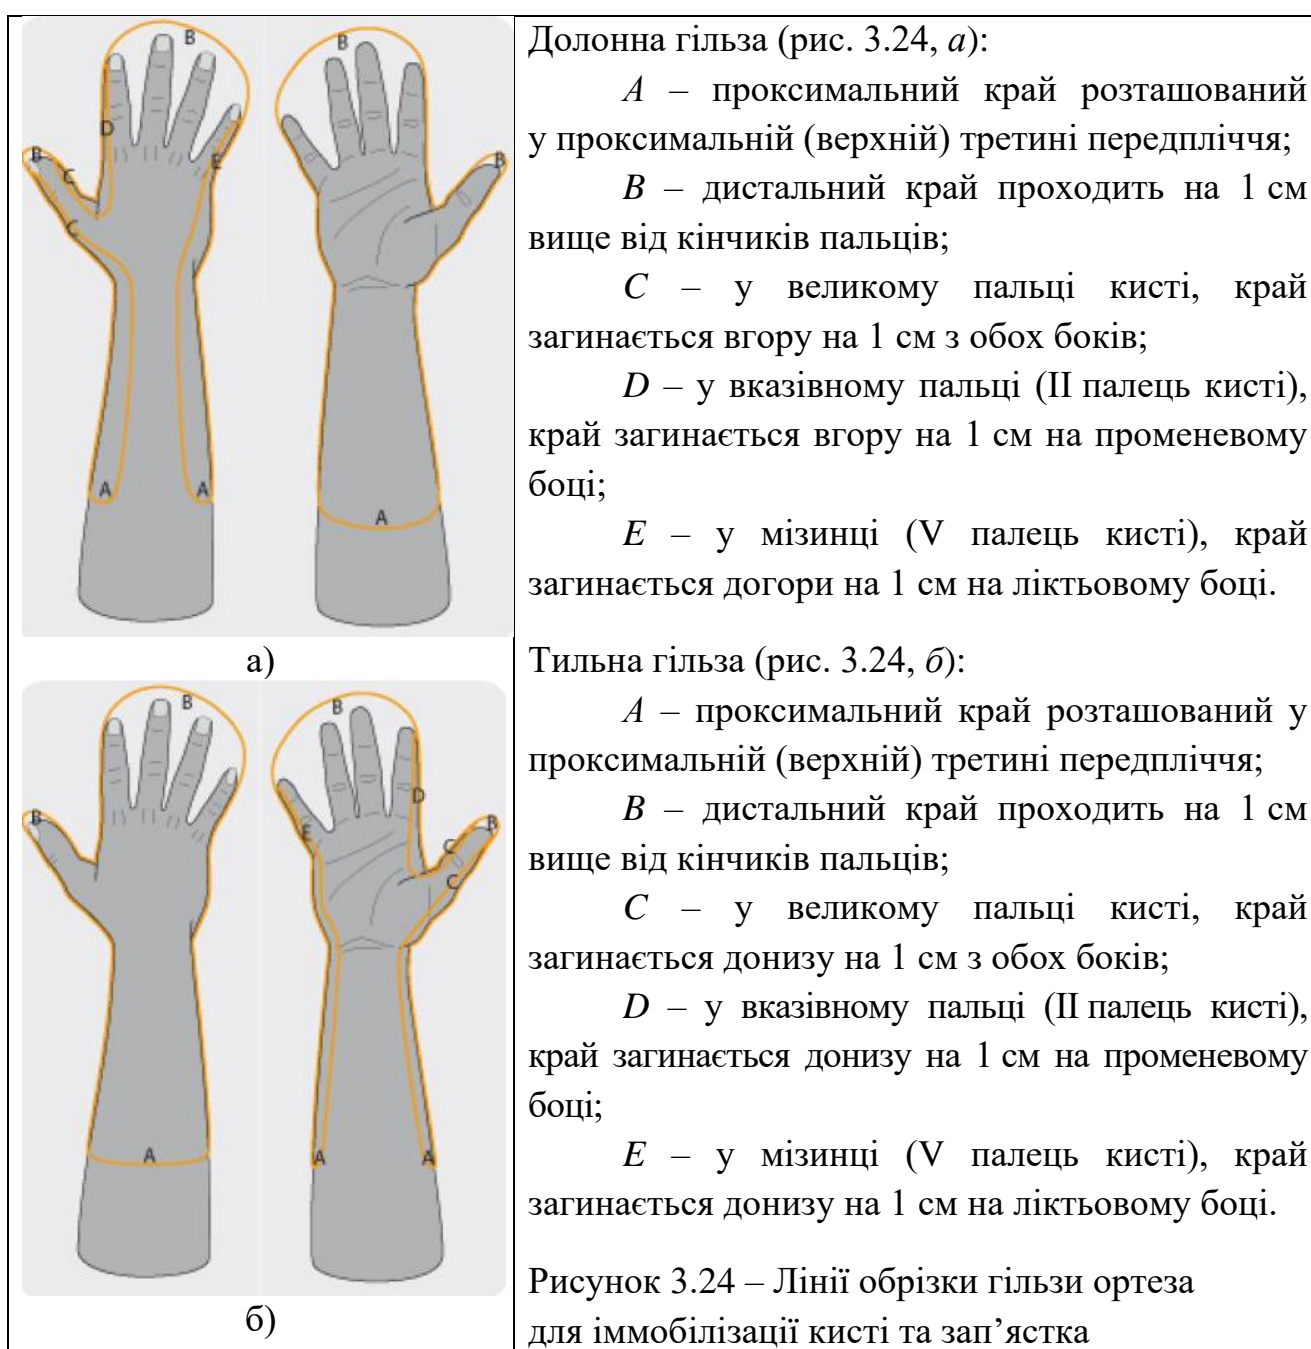 B
B
D
E
B
B
C
C
A
A
A
а)
Долонна гільза (рис. 3.24, а):
А – проксимальний край розташований
у проксимальній (верхній) третині передпліччя;
В – дистальний край проходить на 1 см
вище від кінчиків пальців;
С – у великому пальці кисті, край
загинається вгору на 1 см з обох боків;
D – у вказівному пальці (ІІ палець кисті),
край загинається вгору на 1 см на променевому
боці;
Е – у мізинці (V палець кисті), край
загинається догори на 1 см на ліктьовому боці.
B
B
D
B
E
B
C
C
A
A
A
б)
Тильна гільза (рис. 3.24, б):
А – проксимальний край розташований у
проксимальній (верхній) третині передпліччя;
В – дистальний край проходить на 1 см
вище від кінчиків пальців;
С – у великому пальці кисті, край
загинається донизу на 1 см з обох боків;
D – у вказівному пальці (ІІ палець кисті),
край загинається донизу на 1 см на променевому
боці;
Е – у мізинці (V палець кисті), край
загинається донизу на 1 см на ліктьовому боці.
Рисунок 3.24 – Лінії обрізки гільзи ортеза
для іммобілізації кисті та зап’ястка